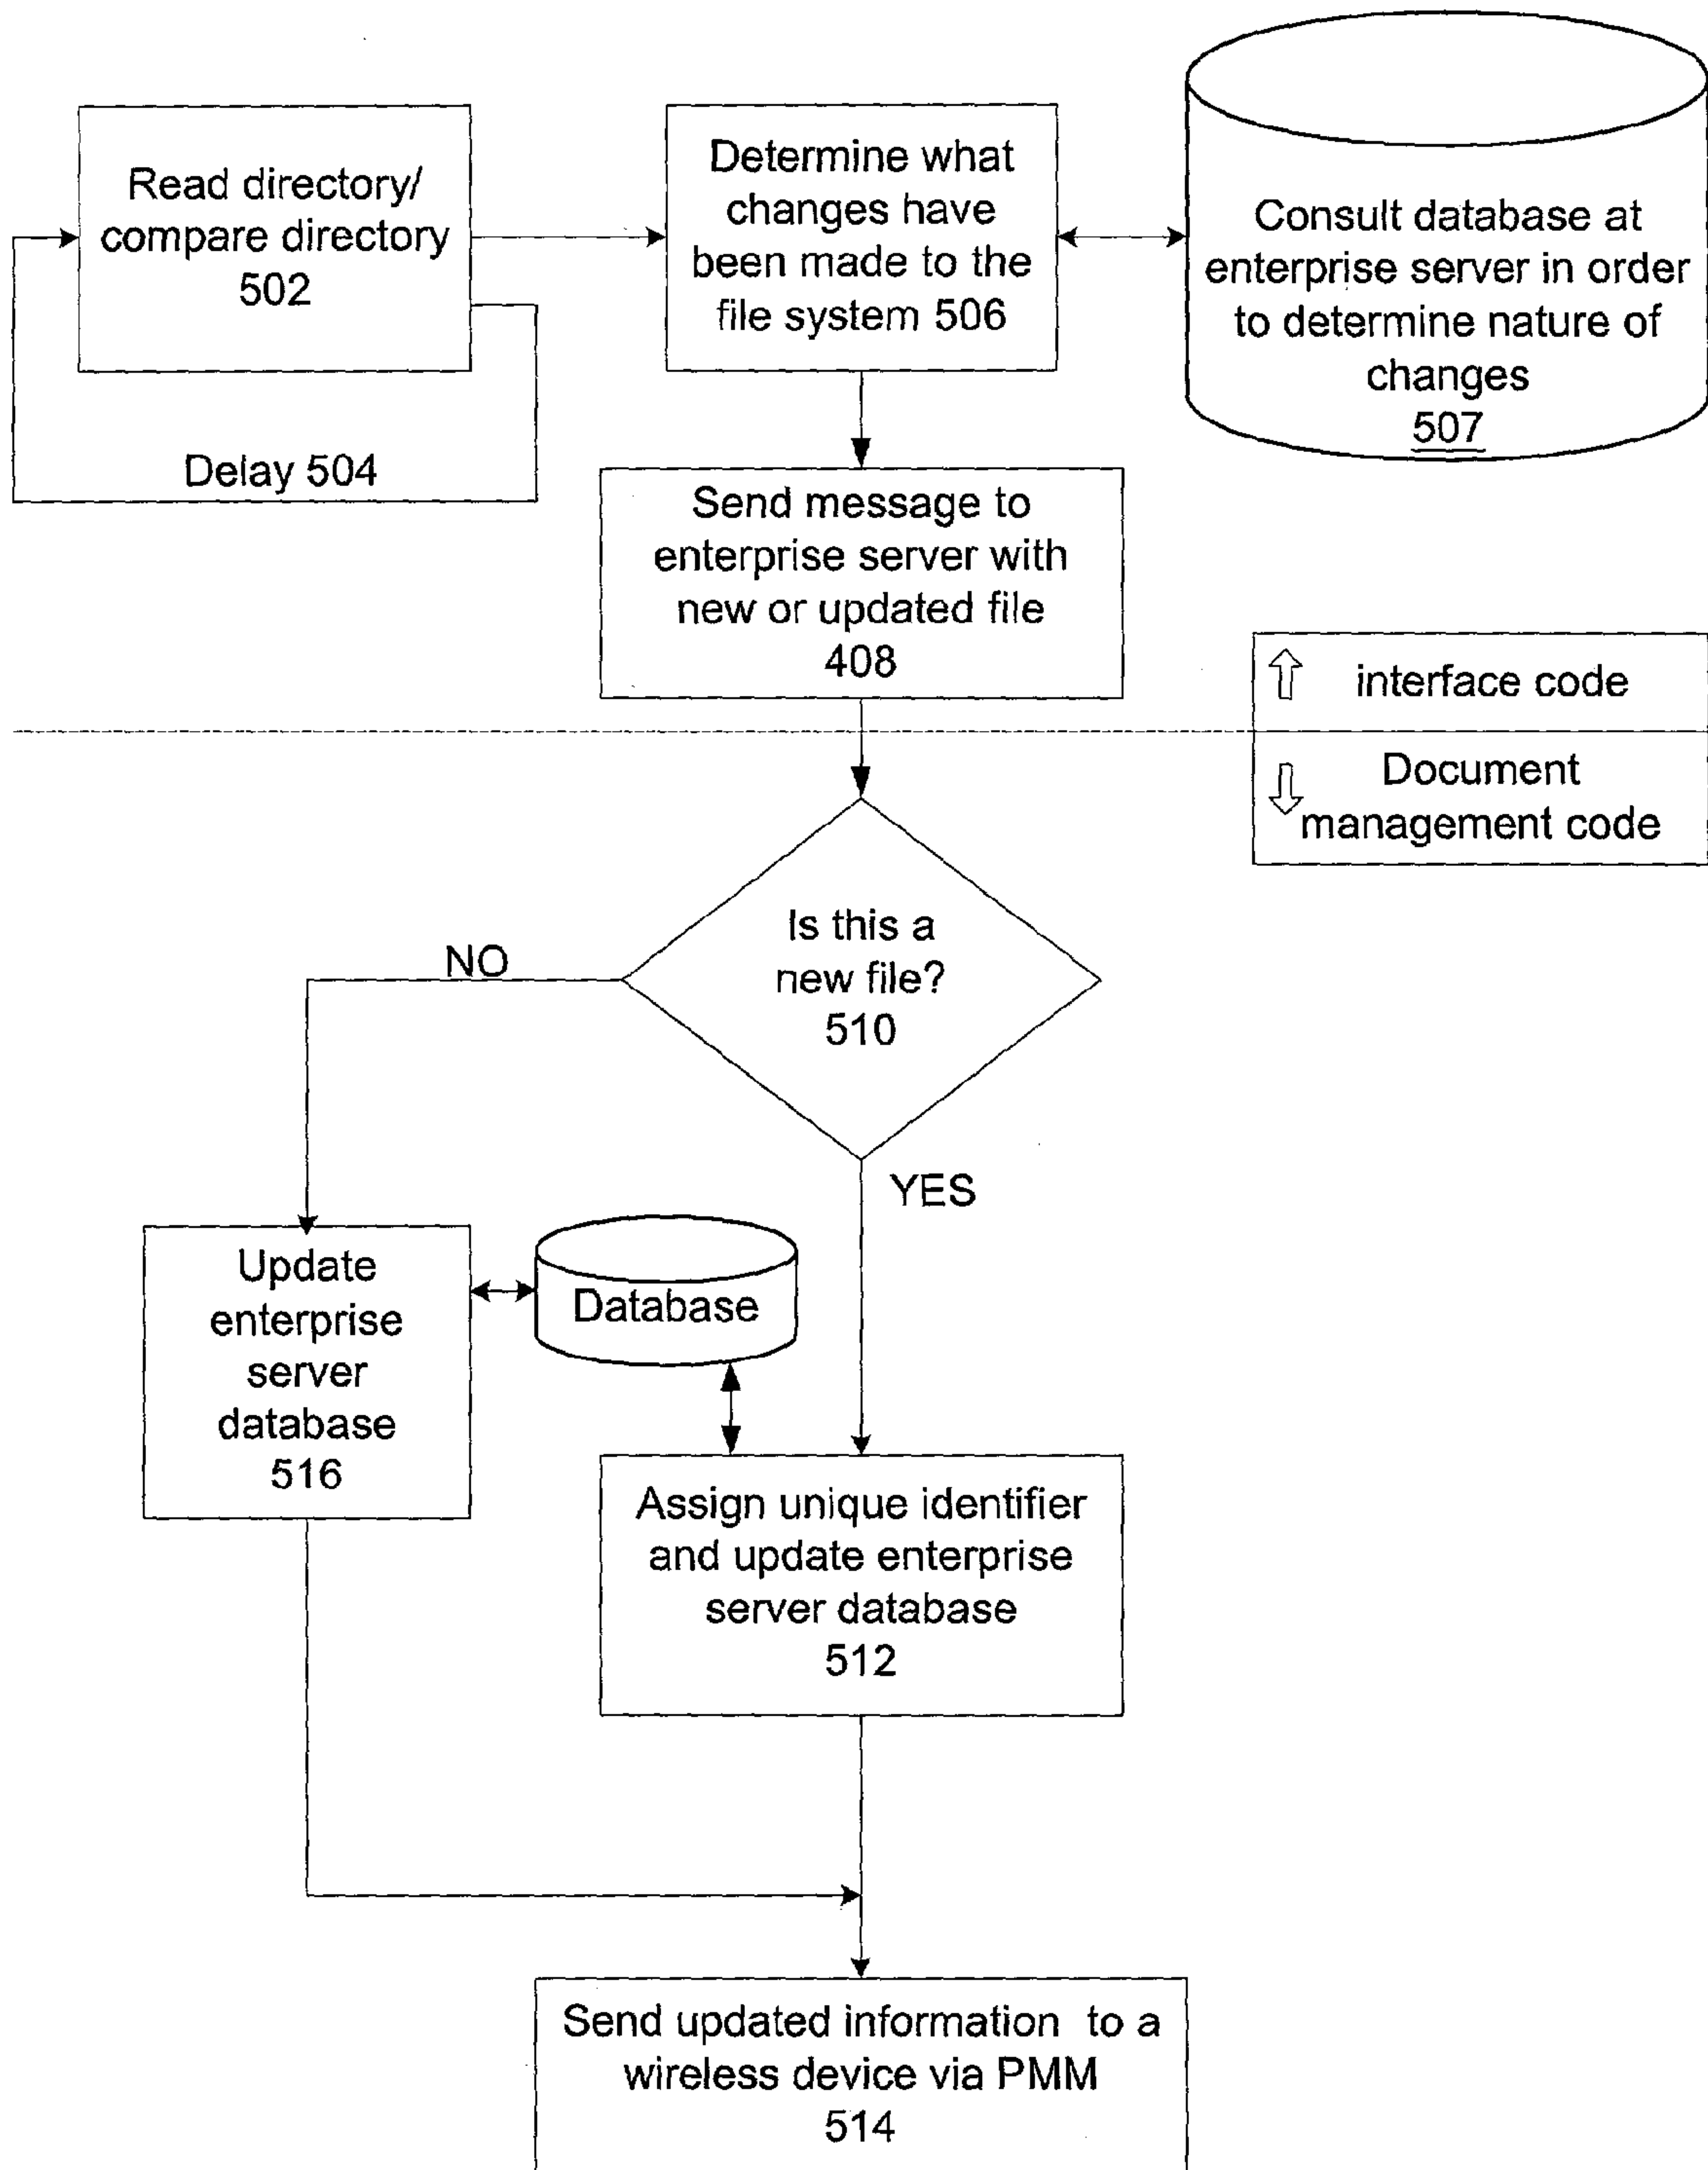 Read directory/
compare directory
502
Delay 504
Determine what
changes have
been made to the
file system 506
Consult database at
enterprise server in order
to determine nature of
changes
507
Send message to
enterprise server with
new or updated file
408
interface code
Document
management code
Is this a
new file?
510
NO
YES
Update
enterprise
server
database
516
Database
Assign unique identifier
and update enterprise
server database
512
Send updated information to a
wireless device via PMM
514